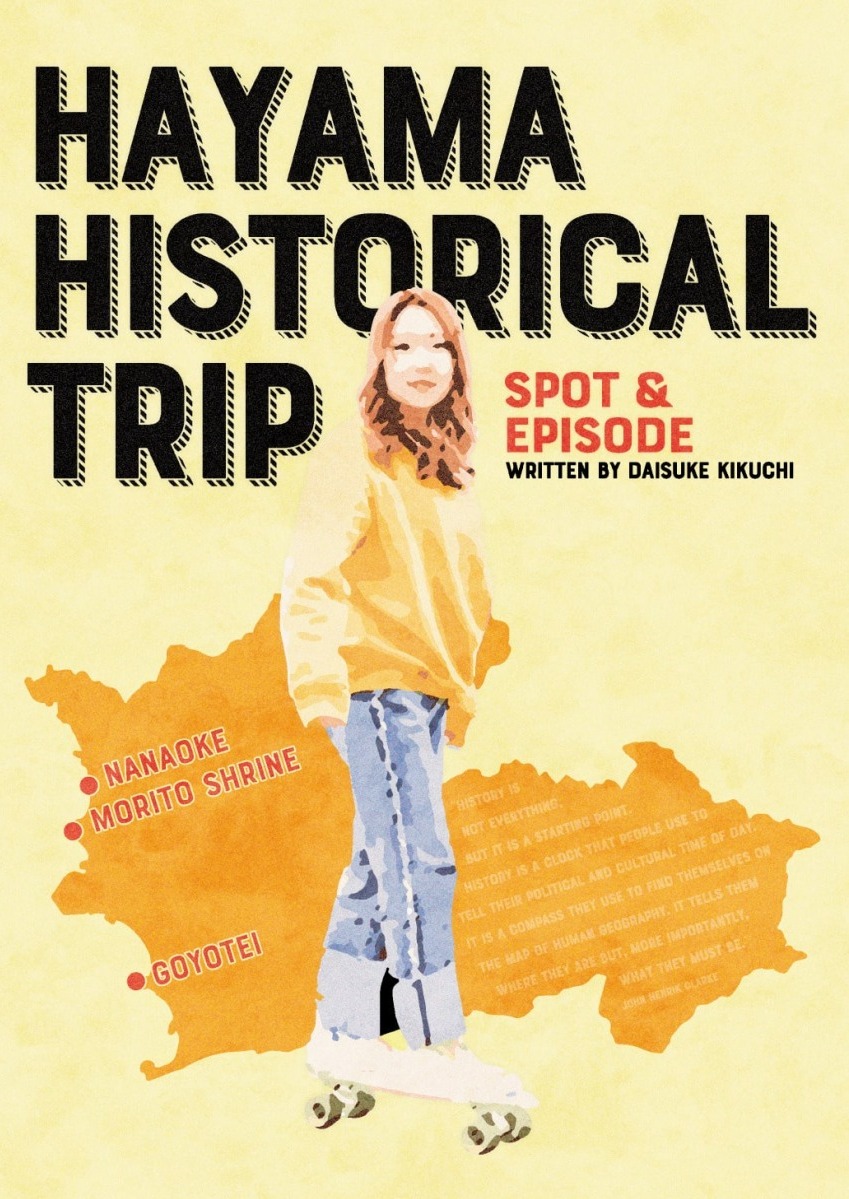 HAYAMA
HISTORICAL
TRIP
SPOT &
EPISODE
WRITTEN BY DAISUKE KIKUCHI
NANAOKE
MORITO SHRINE
GOYOTEI
HISTORY IS
NOT EVERYTHING,
BUT IT IS A STARTING POINT.
HISTORY IS A CLOCK THAT PEOPLE USE TO
TELL THEIR POLITICAL AND CULTURAL TIME OF DAY.
IT IS A COMPASS THEY USE TO FIND THEMSELVES ON
THE MAP OF HUMAN GEOGRAPHY. IT TELLS THEM
WHERE THEY ARE BUT, MORE IMPORTANTLY,
WHAT THEY MUST BE.
JOHN HENRIK CLARKE